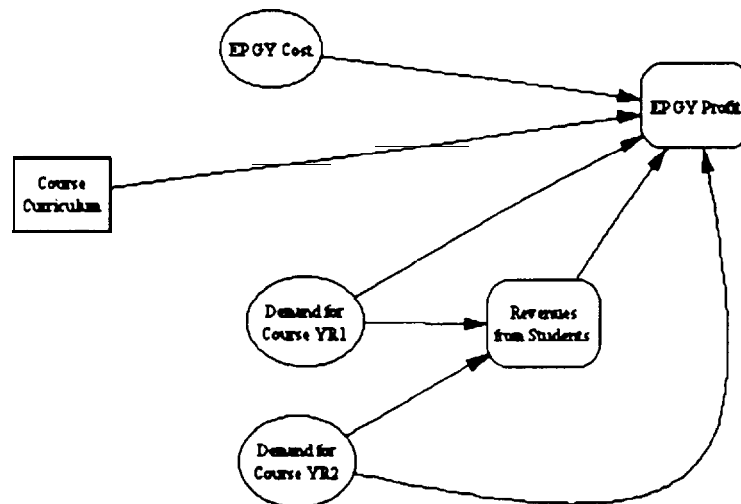 EPGY Cost
EPGY Profit
Course
Curriculum
Demand for
Course YR1
Revenues
from Students
Demand for
Course YR2